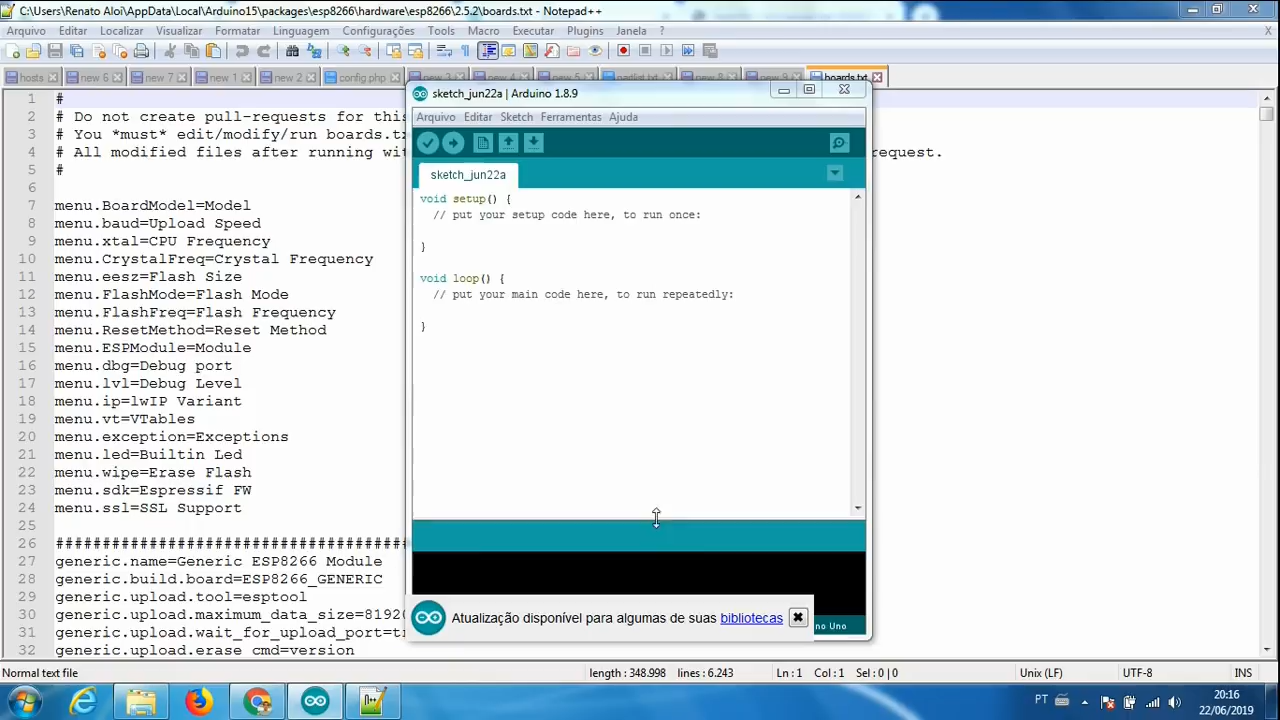 C:\Users\Renato Aloi\AppData\Local\Arduino15\packages\esp8266\hardware\esp8266\2.5.2\boards.txt - Notepad++
Arquivo Editar Localizar Visualizar Formatar Linguagem Configurações Tools Macro Executar Plugins Janela ? X
hosts new 6 new 7 new 1 new 2 config.php new 3 new 4 new 5 new 8 new 9 boards.txt
1 #
2 # Do not create pull-requests for this
3 # You *must* edit/modify/run boards.tx
4 # All modified files after running wit
request.
5 #
6
7 menu.BoardModel=Model
8 menu.baud=Upload Speed
9 menu.xtal=CPU Frequency
10 menu.CrystalFreq=Crystal Frequency
11 menu.eesz=Flash Size
12 menu.FlashMode=Flash Mode
13 menu.FlashFreq=Flash Frequency
14 menu.ResetMethod=Reset Method
15 menu.ESPModule=Module
16 menu.dbg=Debug port
17 menu.lvl=Debug Level
18 menu.ip=lwIP Variant
19 menu.vt=VTables
20 menu.exception=Exceptions
21 menu.led=Builtin Led
22 menu.wipe=Erase Flash
23 menu.sdk=Espressif FW
24 menu.ssl=SSL Support
25
26 ######################################
27 generic.name=Generic ESP8266 Module
28 generic.build.board=ESP8266_GENERIC
29 generic.upload.tool=esptool
30 generic.upload.maximum_data_size=8192
31 generic.upload.wait_for_upload_port=tr
32 generic.upload.erase_cmd=version
sketch_jun22a | Arduino 1.8.9
Arquivo Editar Sketch Ferramentas Ajuda
sketch_jun22a
void setup() {
// put your setup code here, to run once:
}
void loop() {
// put your main code here, to run repeatedly:
}
Atualização disponível para algumas de suas bibliotecas
no Uno
Normal text file length : 348.998 lines : 6.243 Ln : 1 Col : 1 Sel : 0 | 0 Unix (LF) UTF-8 INS
PT
20:16
22/06/2019